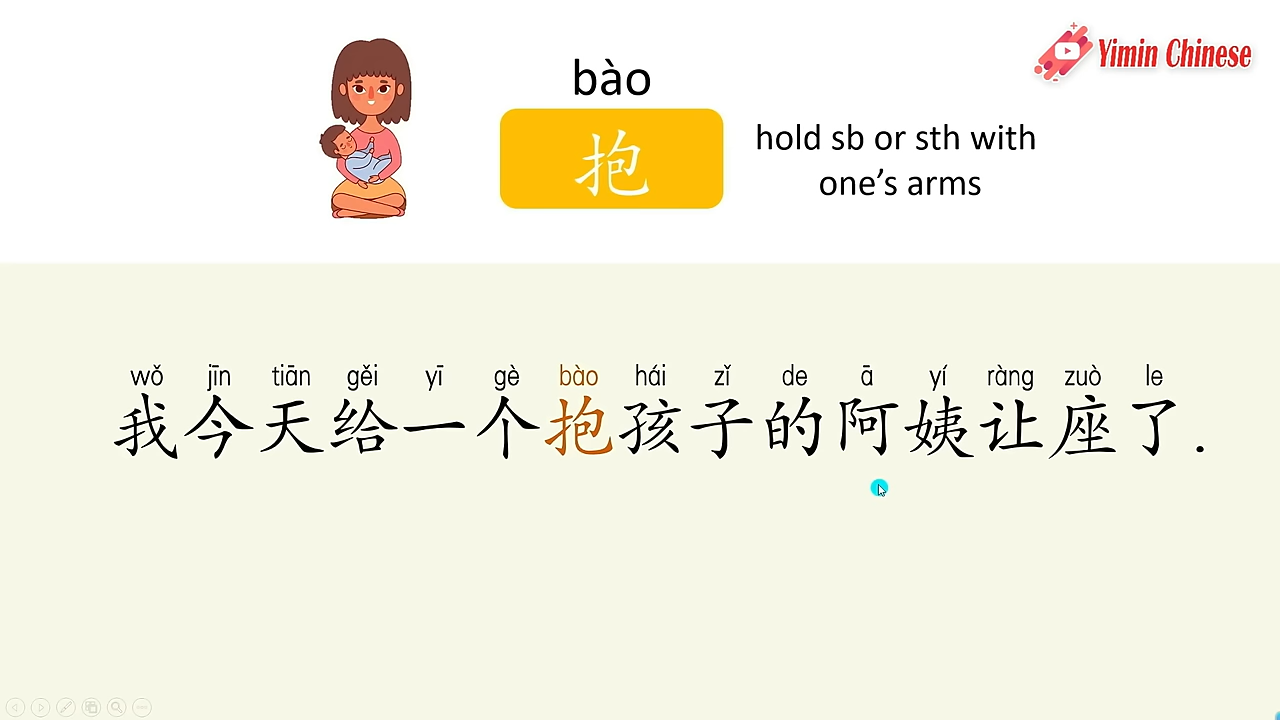 Yimin Chinese
bào
抱
hold sb or sth with
one’s arms
wǒ jīn tiān gěi yī gè bào hái zǐ de ā yí ràng zuò le
我今天给一个抱孩子的阿姨让座了.